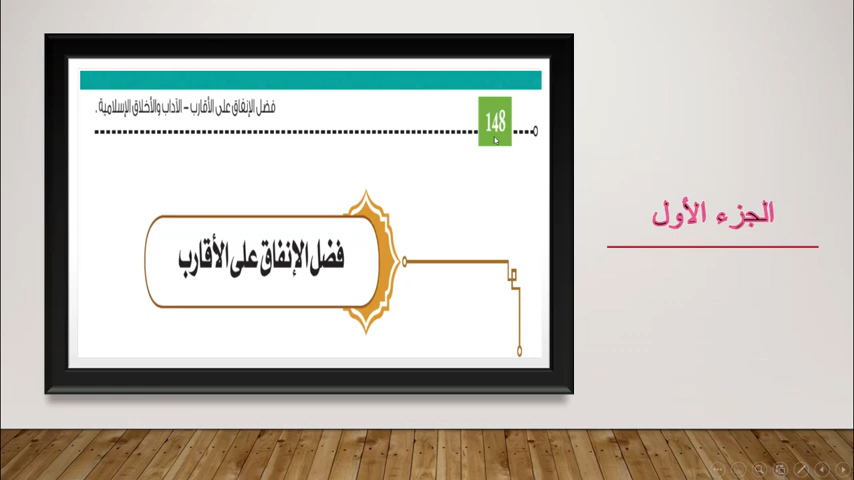 فضل الإنفاق على الأقارب – الآداب والأخلاق الإسلامية .
148
فضل الإنفاق على الأقارب
الجزء الأول